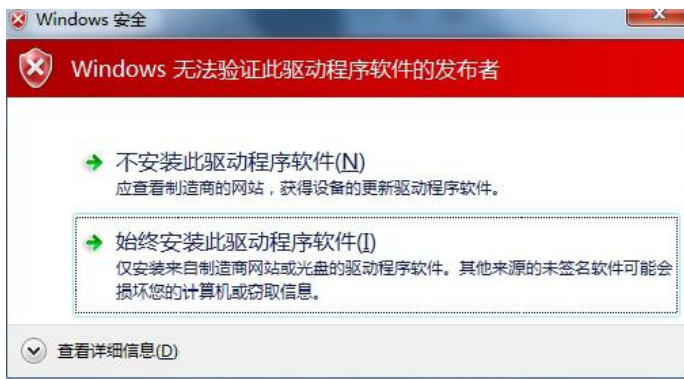 Windows 安全
Windows 无法验证此驱动程序软件的发布者
不安装此驱动程序软件(N)
应查看制造商的网站，获得设备的更新驱动程序软件。
始终安装此驱动程序软件(I)
仅安装来自制造商网站或光盘的驱动程序软件。其他来源的未签名软件可能会
损坏您的计算机或窃取信息。
查看详细信息(D)